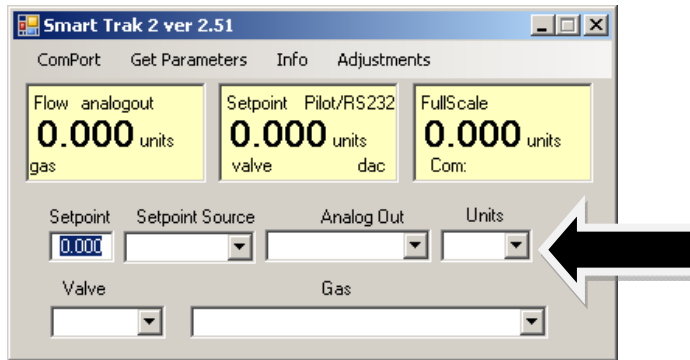 Smart Trak 2 ver 2.51
ComPort Get Parameters Info Adjustments
Flow analogout Setpoint Pilot/RS232 FullScale
0.000 units 0.000 units 0.000 units
gas valve dac Com:
Setpoint Setpoint Source Analog Out Units
0.000
Valve Gas